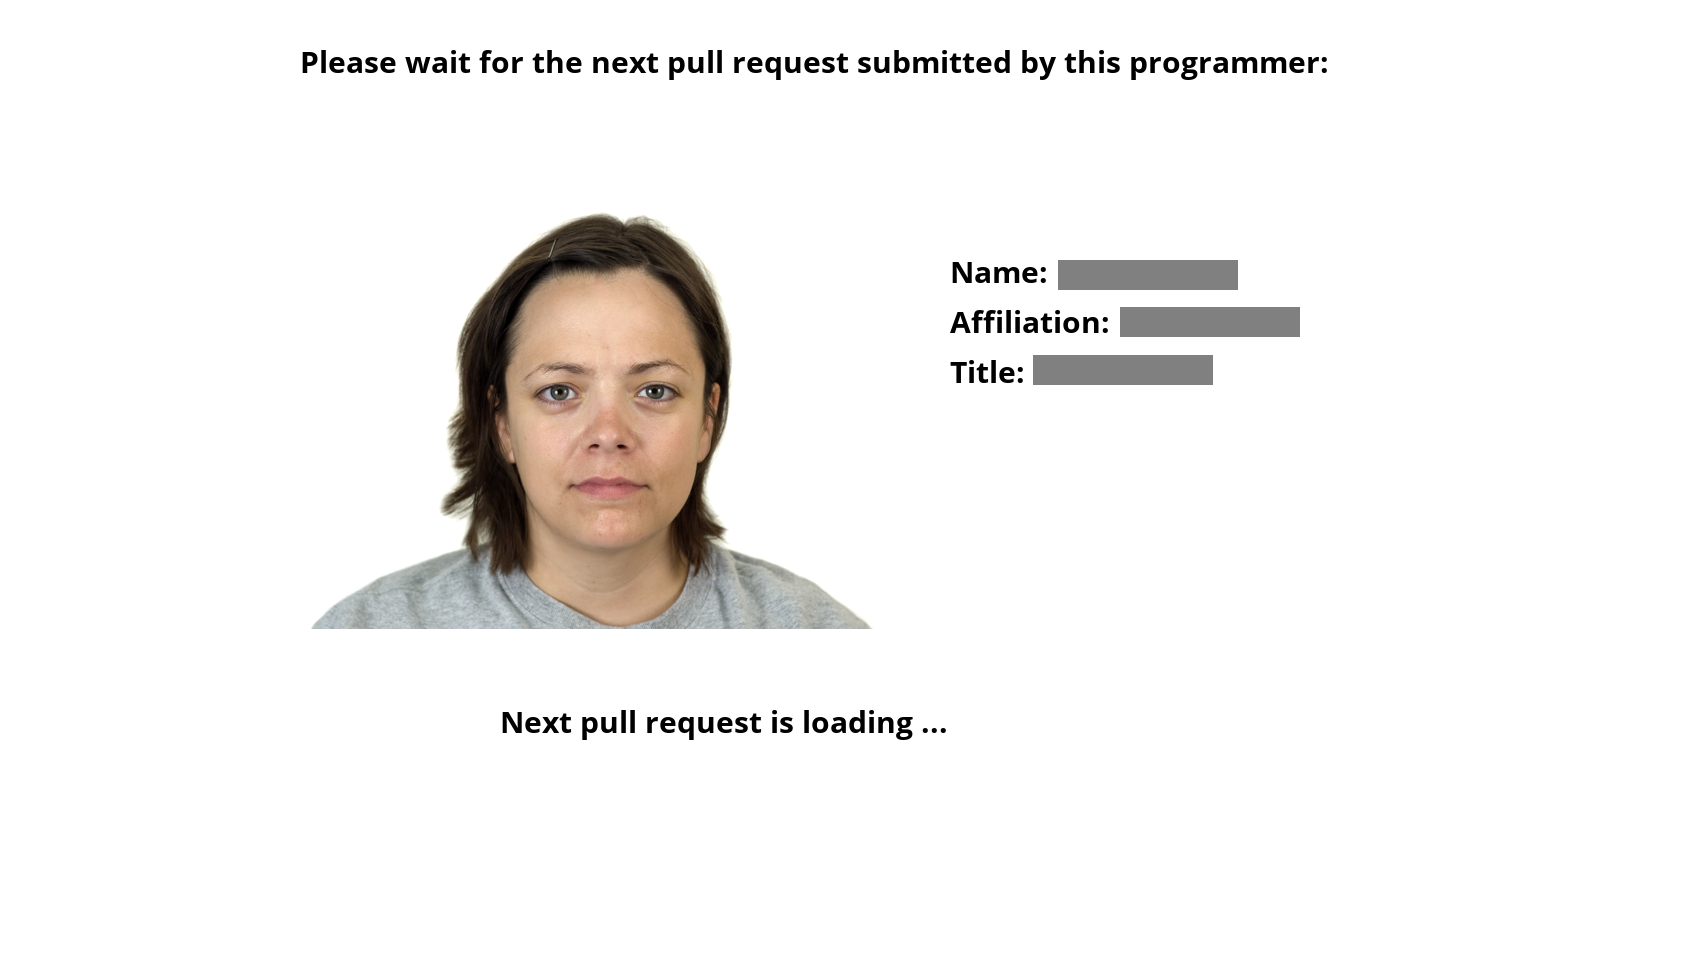 Please wait for the next pull request submitted by this programmer:
Name:
Affiliation:
Title:
Next pull request is loading ...